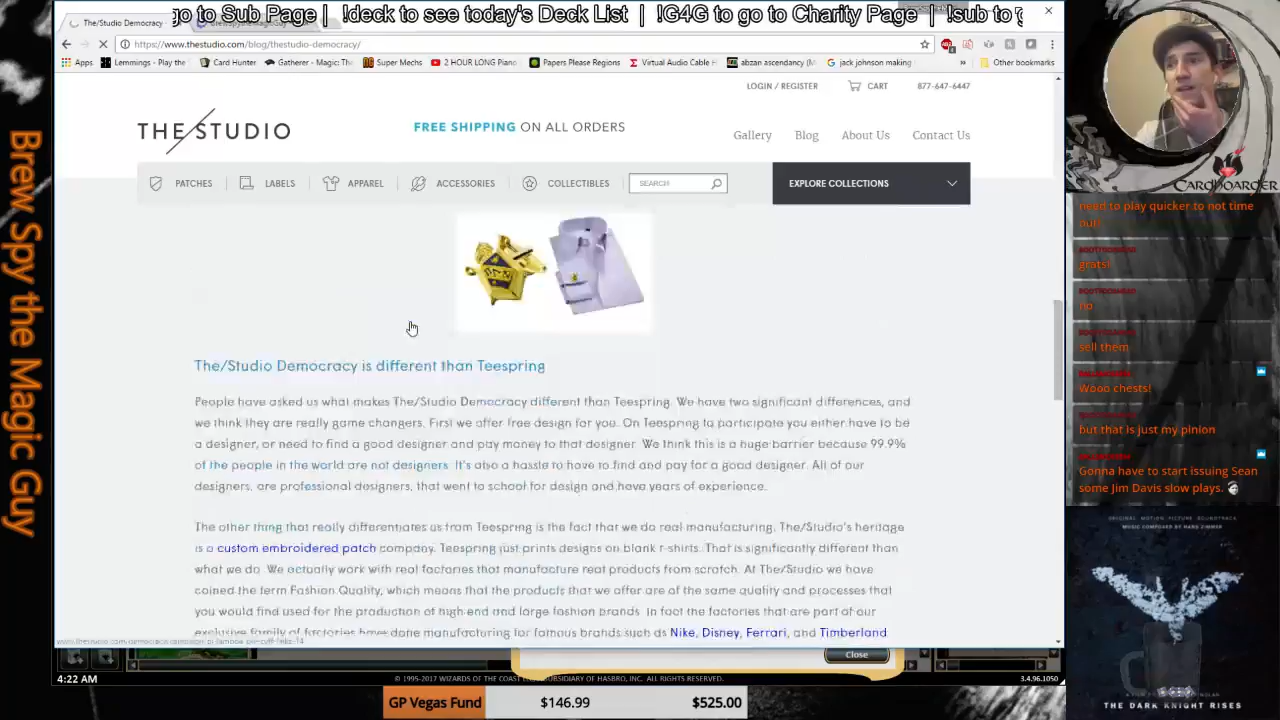 go to Sub Page | !deck to see today's Deck List | !G4G to go to Charity Page | !sub to
The/Studio Democracy
https://www.thestudio.com/blog/thestudio-democracy/
Apps
Lemmings - Play the
Card Hunter
Gatherer - Magic: The
Super Mechs
2 HOUR LONG Piano
Papers Please Regions
Virtual Audio Cable
abzan ascendancy (M
jack johnson making
Other bookmarks
LOGIN / REGISTER
CART
877-647-6447
THE/STUDIO
FREE SHIPPING ON ALL ORDERS
Gallery
Blog
About Us
Contact Us
PATCHES
LABELS
APPAREL
ACCESSORIES
COLLECTIBLES
SEARCH
EXPLORE COLLECTIONS
The/Studio Democracy is different than Teespring
People have asked us what makes The/Studio Democracy different than Teespring. We have two significant differences, and
we think they are really game changers. First we offer free design for you. On Teespring to participate you either have to be
a designer, or need to find a good designer and pay money to that designer. We think this is a huge barrier because 99.9%
of the people in the world are not designers. It's also a hassle to have to find and pay for a good designer. All of our
designers, are professional designers, that went to school for design and have years of experience.
The other thing that really differentiates us from Teespring is the fact that we do real manufacturing. The/Studio's heritage
is a custom embroidered patch company. Teespring just prints designs on blank t-shirts. That is significantly different than
what we do. We actually work with real factories that manufacture real products from scratch. At The/Studio we have
coined the term Fashion Quality, which means that the products that we offer are of the same quality and processes that
you would find used for the production of high end and large fashion brands. In fact the factories that are part of our
exclusive family of factories have done manufacturing for famous brands such as Nike, Disney, Ferrari, and Timberland
Close
4:22 AM
© 1995-2017 WIZARDS OF THE COAST
SUBSIDIARY OF HASBRO, INC. ALL RIGHTS RESERVED.
3.4.96.1050
GP Vegas Fund
$146.99
$525.00
Brew Spy the Magic Guy
CARDBOARDER
need to play quicker to not time
grats!
na
sell them
Wooo chests!
but that is just my pinion
Gonna have to start issuing Sean
some Jim Davis slow plays.
ORIGINAL MOTION PICTURE SOUNDTRACK
MUSIC COMPOSED BY HANS ZIMMER
THE DARK KNIGHT RISES